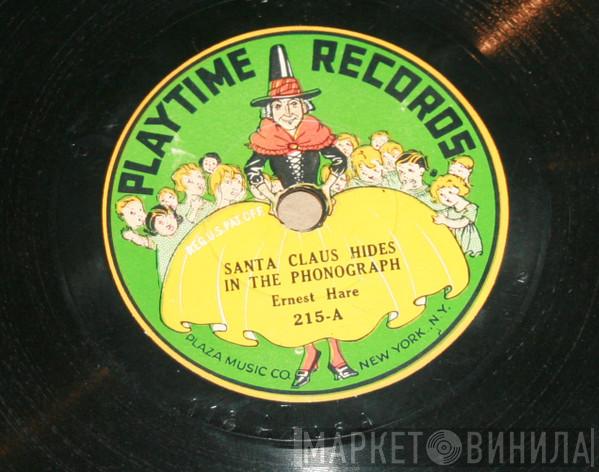 PLAYTIME RECORDS
REG. U.S. PAT. OFF.
SANTA CLAUS HIDES
IN THE PHONOGRAPH
Ernest Hare
215-A
PLAZA MUSIC CO. NEW YORK, N.Y.
МАРКЕТ ВИНИЛА